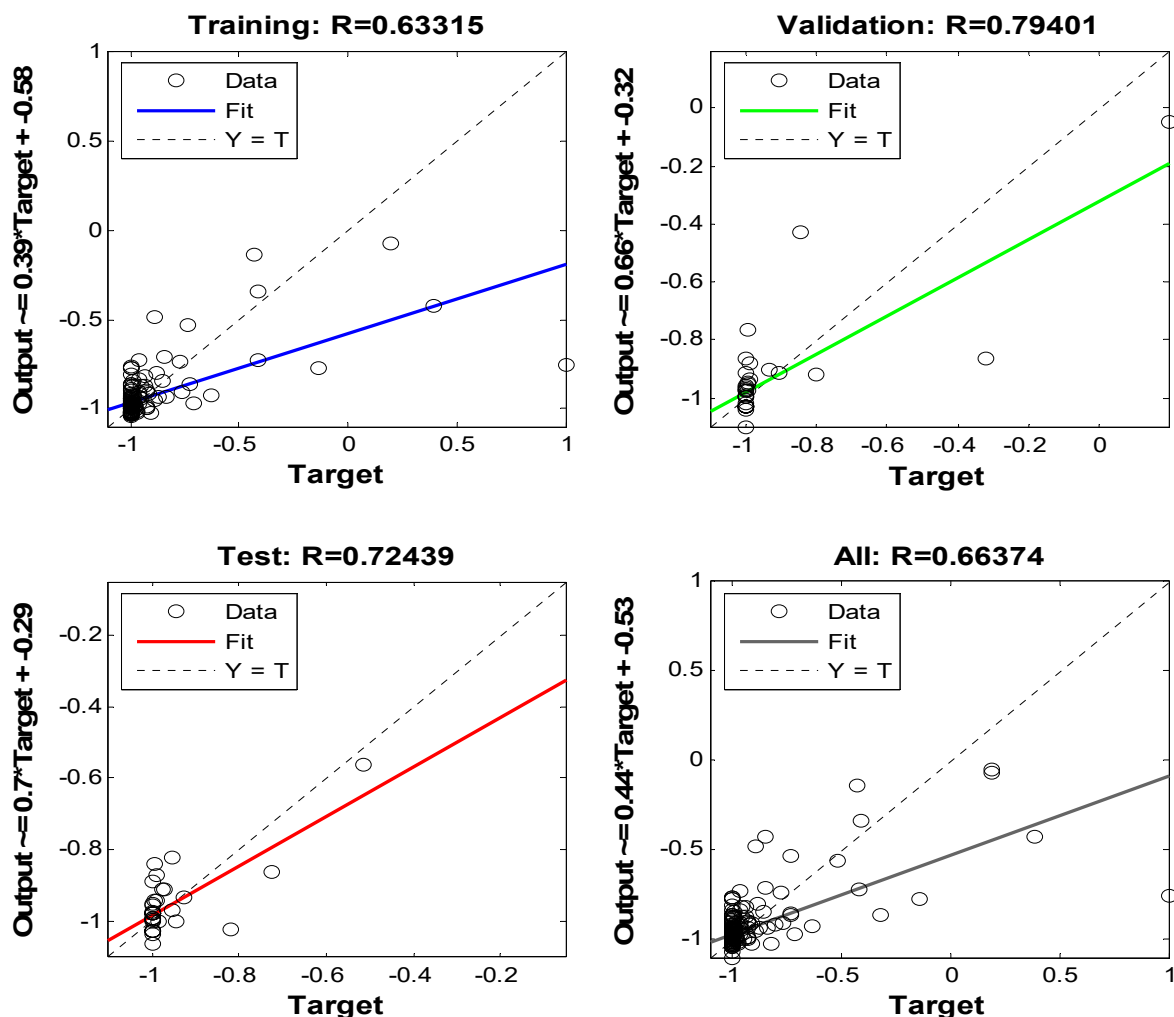 Training: R=0.63315
Output ~= 0.39*Target + -0.58
1
0.5
0
-0.5
-1
Data
Fit
Y = T
-1
-0.5
0
0.5
1
Target
Validation: R=0.79401
Output ~= 0.66*Target + -0.32
0
-0.2
-0.4
-0.6
-0.8
-1
Data
Fit
Y = T
-1
-0.8
-0.6
-0.4
-0.2
0
Target
Test: R=0.72439
Output ~= 0.7*Target + -0.29
-0.2
-0.4
-0.6
-0.8
-1
Data
Fit
Y = T
-1
-0.8
-0.6
-0.4
-0.2
Target
All: R=0.66374
Output ~= 0.44*Target + -0.53
1
0.5
0
-0.5
-1
Data
Fit
Y = T
-1
-0.5
0
0.5
1
Target